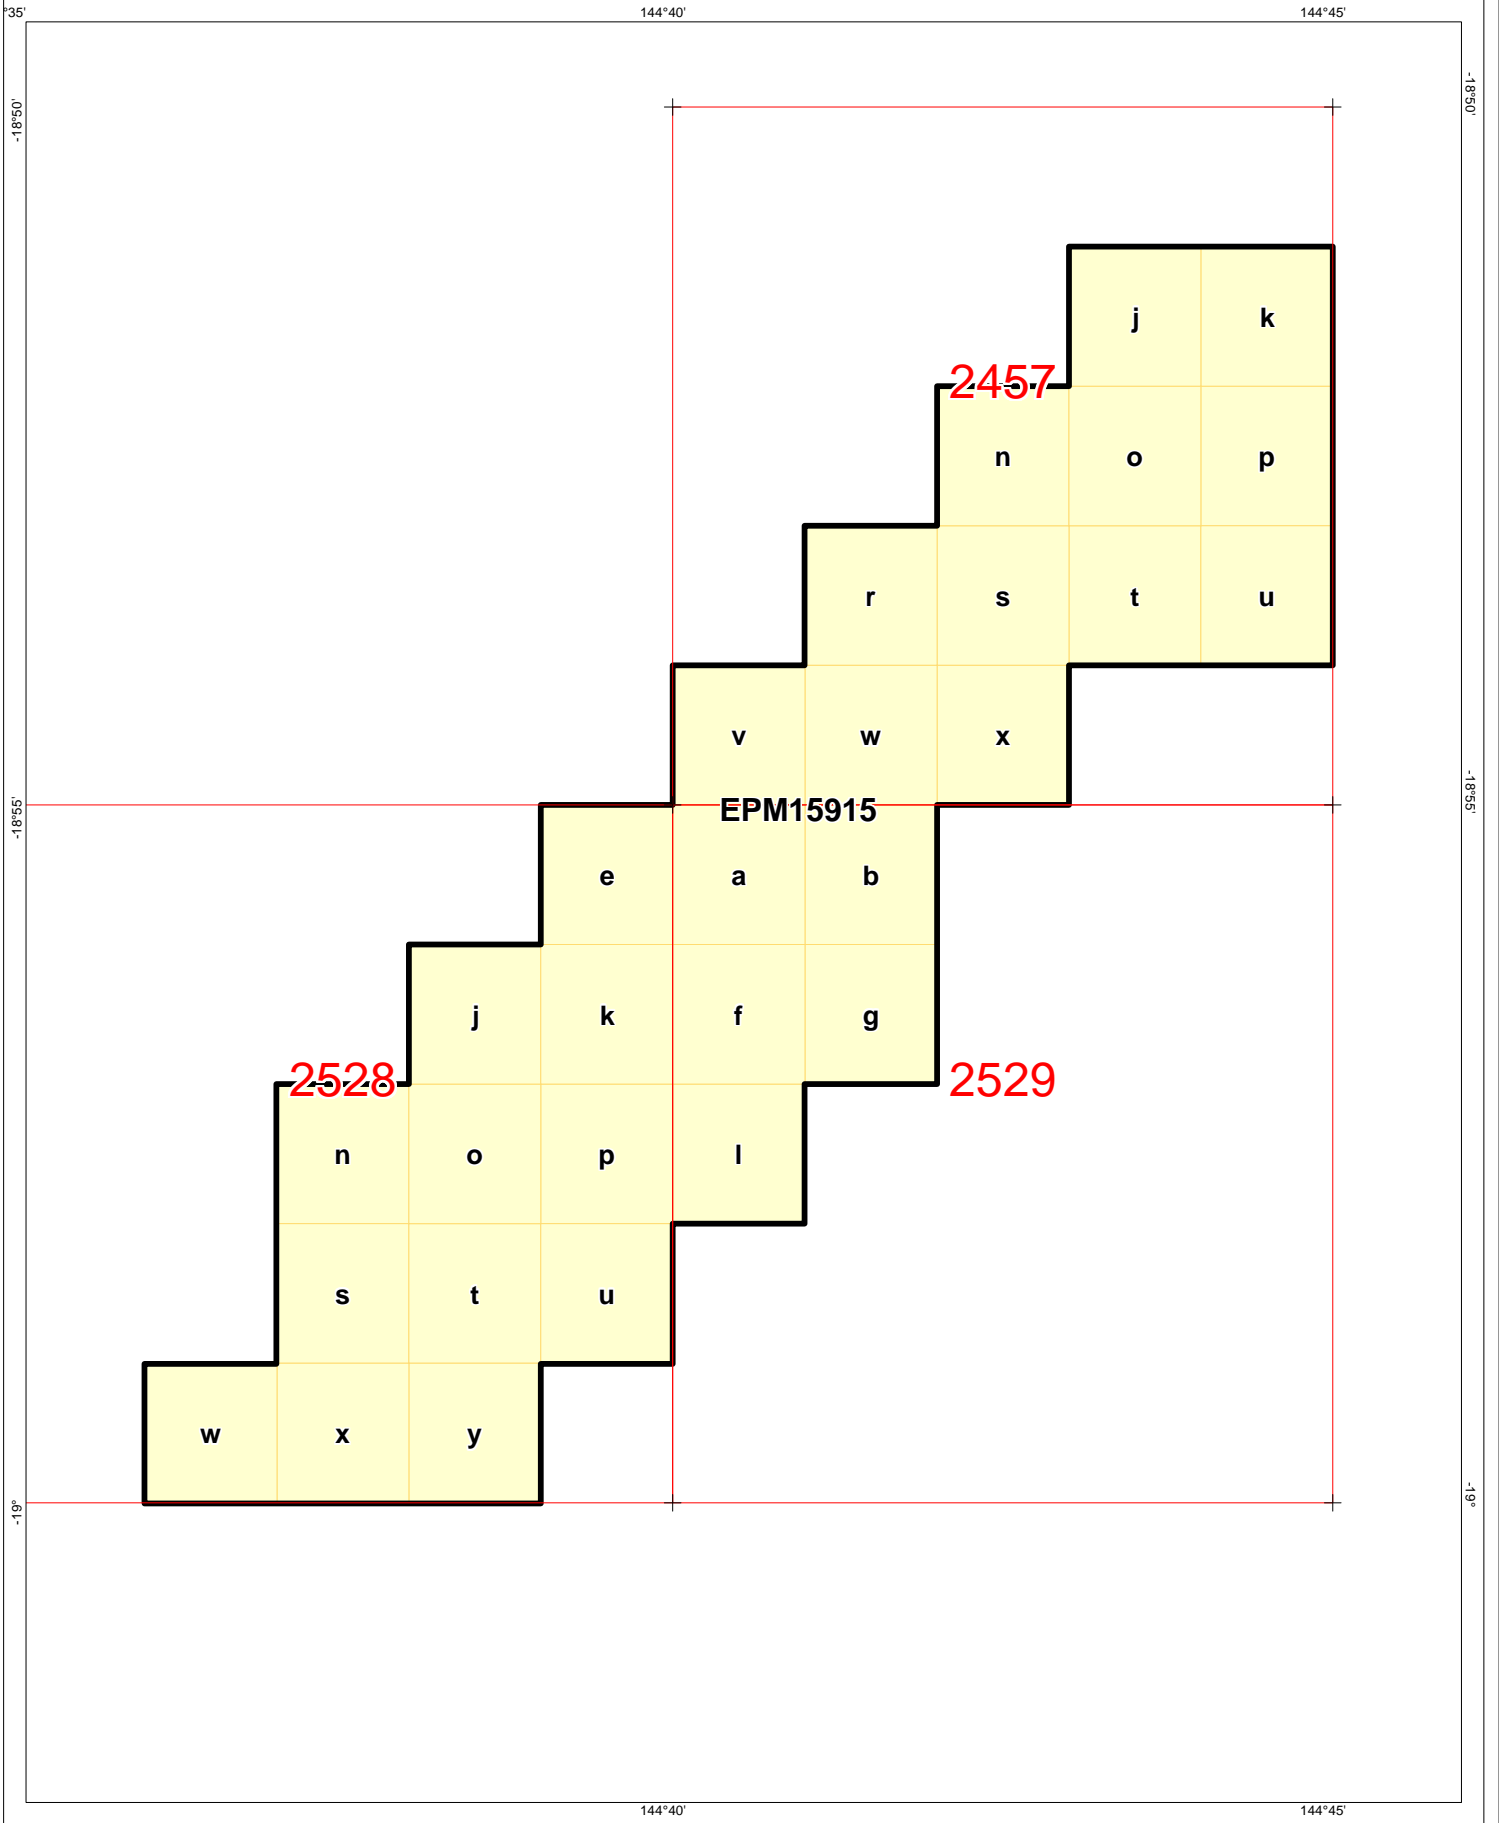 °35' 144°40' 144°45'
-18°50' -18°50'
j k
2457
n o p
r s t u
v w x
-18°55' -18°55'
EPM15915
e a b
j k f g
2528 2529
n o p l
s t u
w x y
-19° -19°
144°40' 144°45'